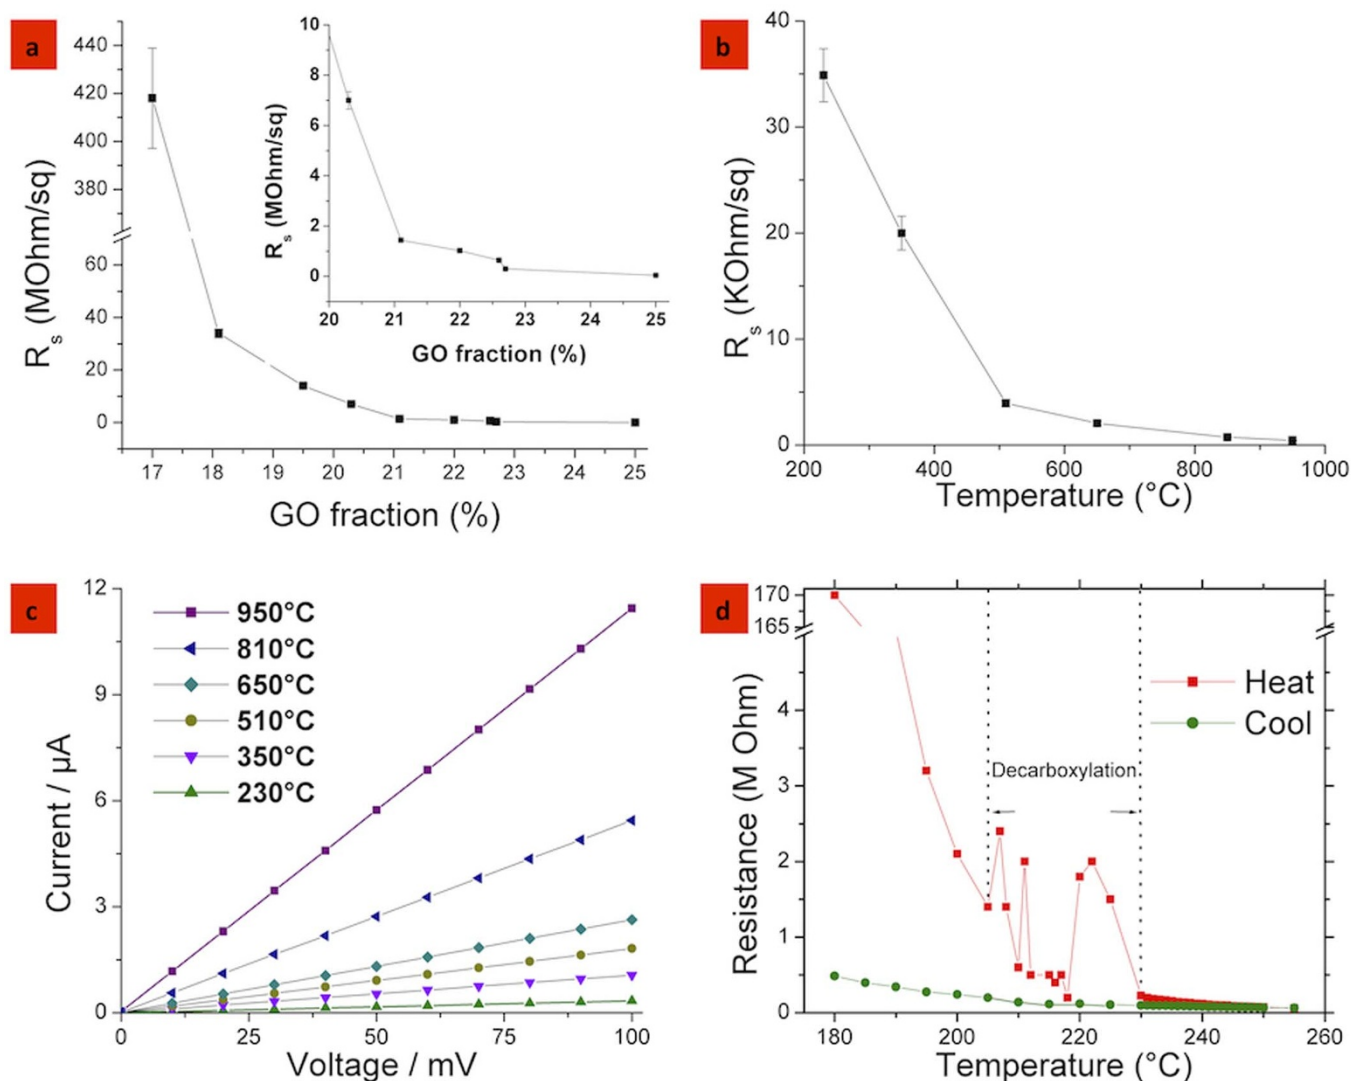 a
440
420
400
380
60
40
20
0
R_s (MOhm/sq)
17 18 19 20 21 22 23 24 25
GO fraction (%)
10
8
6
4
2
0
R_s (MOhm/sq)
20 21 22 23 24 25
GO fraction (%)
b
40
30
20
10
0
R_s (KOhm/sq)
200 400 600 800 1000
Temperature (°C)
c
12
9
6
3
0
Current / µA
950°C
810°C
650°C
510°C
350°C
230°C
0 25 50 75 100
Voltage / mV
d
170
165
4
3
2
1
0
Resistance (M Ohm)
Heat
Cool
Decarboxylation
180 200 220 240 260
Temperature (°C)